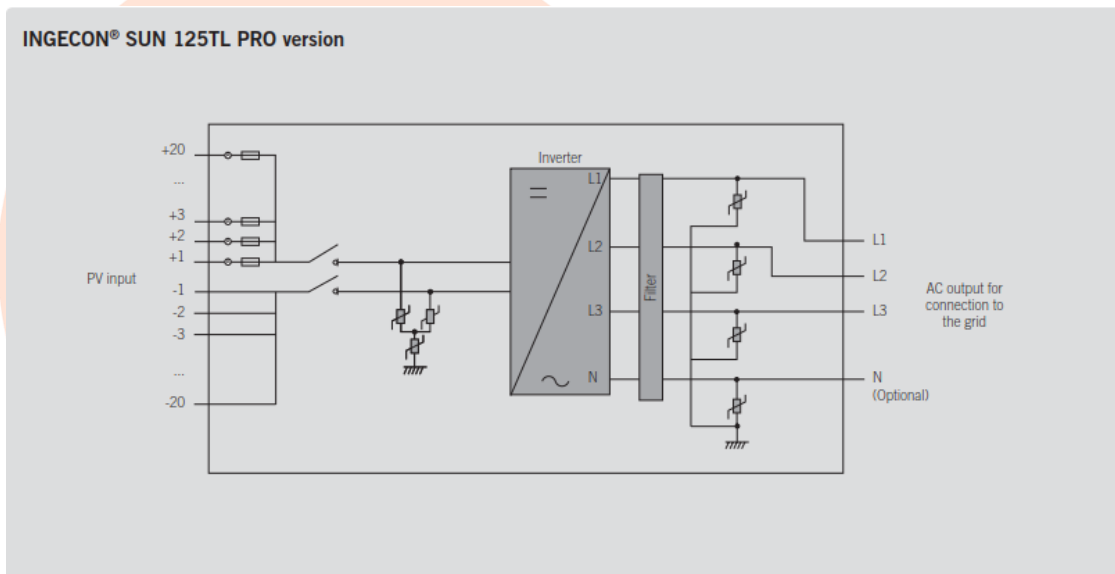 INGECON® SUN 125TL PRO version
+20
...
+3
+2
+1
PV input
-1
-2
-3
...
-20
Inverter
L1
L2
L3
N
Filter
L1
L2
L3
N
(Optional)
AC output for
connection to
the grid